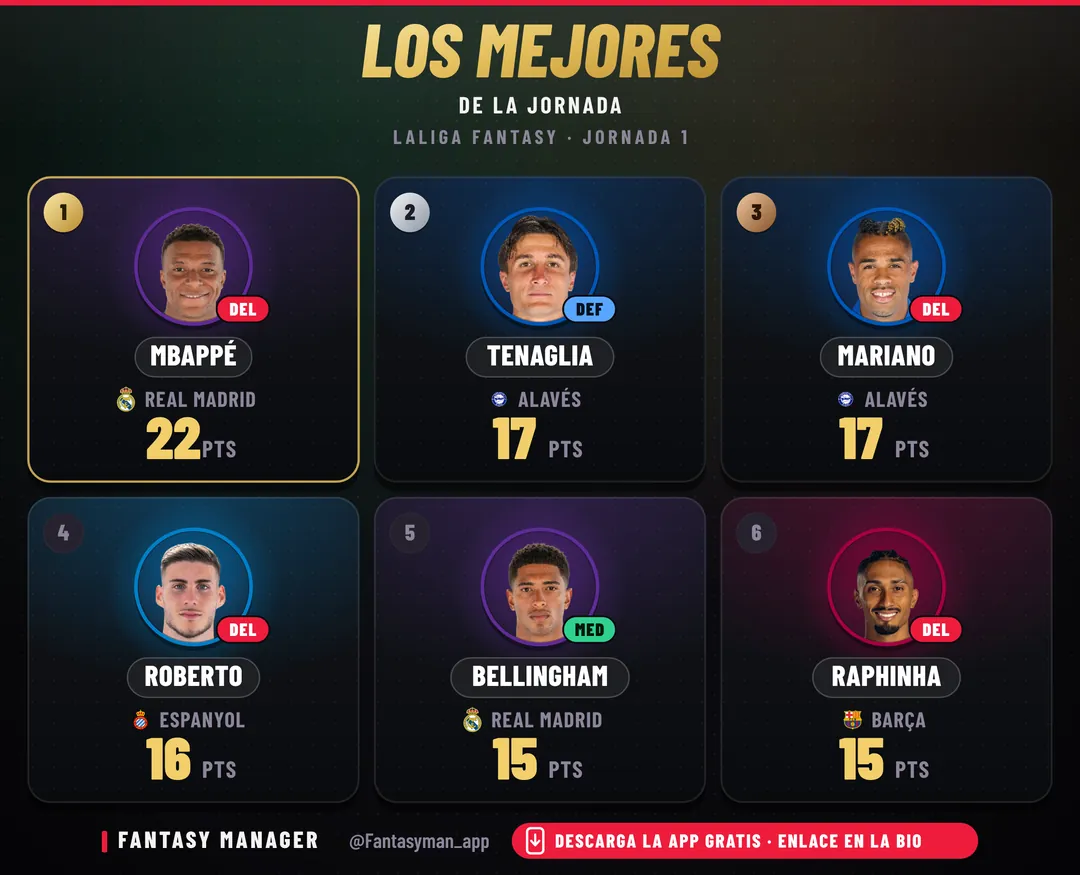 LOS MEJORES
DE LA JORNADA
LALIGA FANTASY · JORNADA 1
1
DEL
MBAPPÉ
REAL MADRID
22 PTS
2
DEF
TENAGLIA
ALAVÉS
17 PTS
3
DEL
MARIANO
ALAVÉS
17 PTS
4
DEL
ROBERTO
ESPANYOL
16 PTS
5
MED
BELLINGHAM
REAL MADRID
15 PTS
6
DEL
RAPHINHA
BARÇA
15 PTS
FANTASY MANAGER @Fantasyman_app DESCARGA LA APP GRATIS · ENLACE EN LA BIO